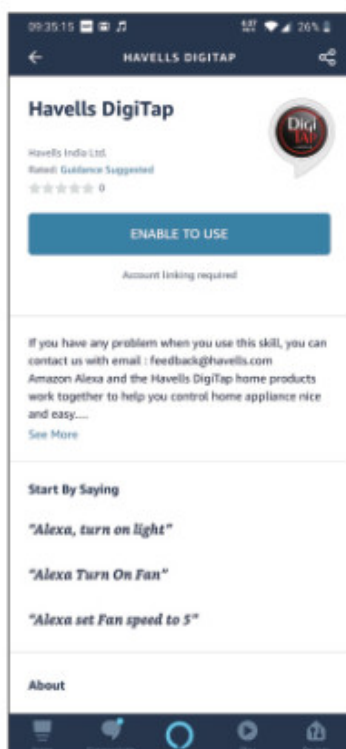 09:35:15 26%
HAVELLS DIGITAP
Havells DigiTap
Digi
TAP
Havells India Ltd.
Rated: Guidance Suggested
0
ENABLE TO USE
Account linking required
If you have any problem when you use this skill, you can
contact us with email : feedback@havells.com
Amazon Alexa and the Havells DigiTap home products
work together to help you control home appliance nice
and easy....
See More
Start By Saying
"Alexa, turn on light"
"Alexa Turn On Fan"
"Alexa set Fan speed to 5"
About